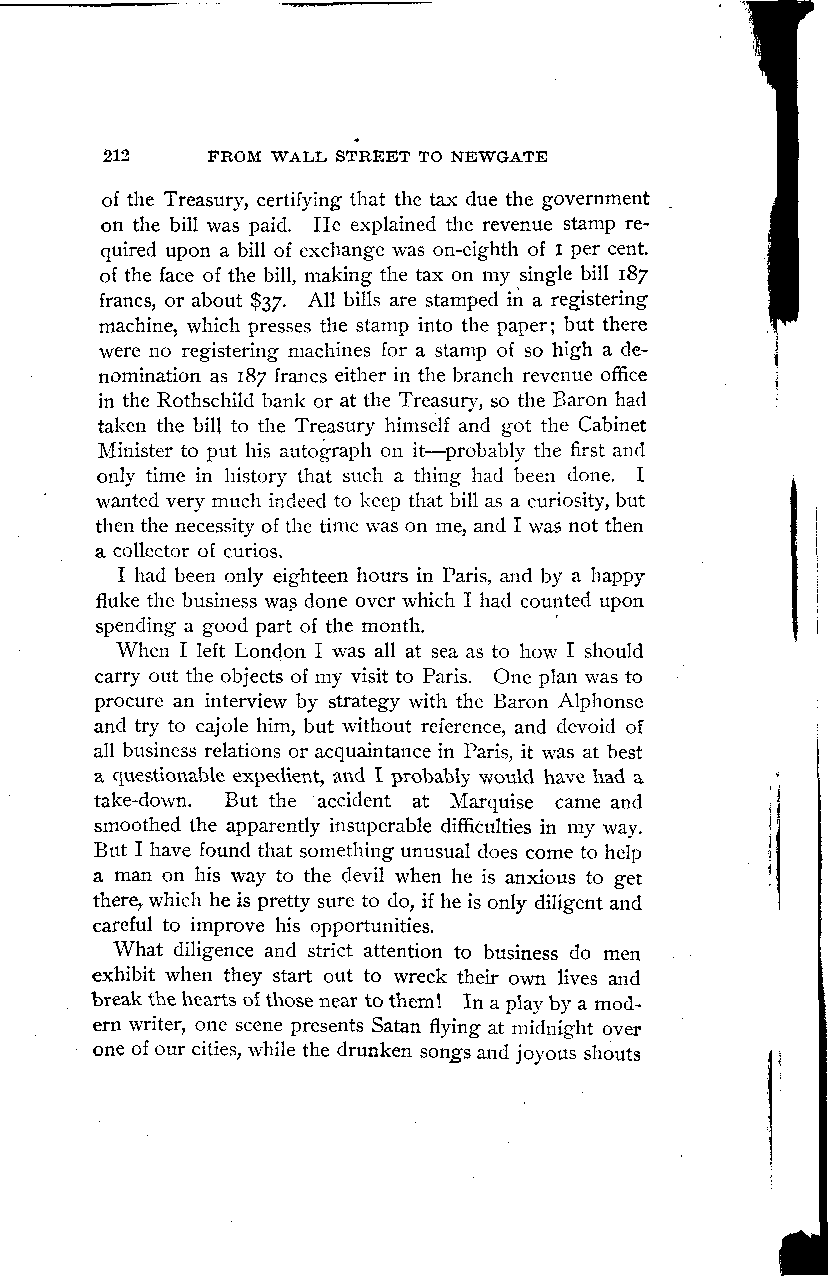 212 FROM WALL STREET TO NEWGATE
of the Treasury, certifying that the tax due the government
on the bill was paid. He explained the revenue stamp re-
quired upon a bill of exchange was on-eighth of 1 per cent.
of the face of the bill, making the tax on my single bill 187
francs, or about $37. All bills are stamped in a registering
machine, which presses the stamp into the paper; but there
were no registering machines for a stamp of so high a de-
nomination as 187 francs either in the branch revenue office
in the Rothschild bank or at the Treasury, so the Baron had
taken the bill to the Treasury himself and got the Cabinet
Minister to put his autograph on it—probably the first and
only time in history that such a thing had been done. I
wanted very much indeed to keep that bill as a curiosity, but
then the necessity of the time was on me, and I was not then
a collector of curios.
I had been only eighteen hours in Paris, and by a happy
fluke the business was done over which I had counted upon
spending a good part of the month.
When I left London I was all at sea as to how I should
carry out the objects of my visit to Paris. One plan was to
procure an interview by strategy with the Baron Alphonse
and try to cajole him, but without reference, and devoid of
all business relations or acquaintance in Paris, it was at best
a questionable expedient, and I probably would have had a
take-down. But the accident at Marquise came and
smoothed the apparently insuperable difficulties in my way.
But I have found that something unusual does come to help
a man on his way to the devil when he is anxious to get
there, which he is pretty sure to do, if he is only diligent and
careful to improve his opportunities.
What diligence and strict attention to business do men
exhibit when they start out to wreck their own lives and
break the hearts of those near to them! In a play by a mod-
ern writer, one scene presents Satan flying at midnight over
one of our cities, while the drunken songs and joyous shouts